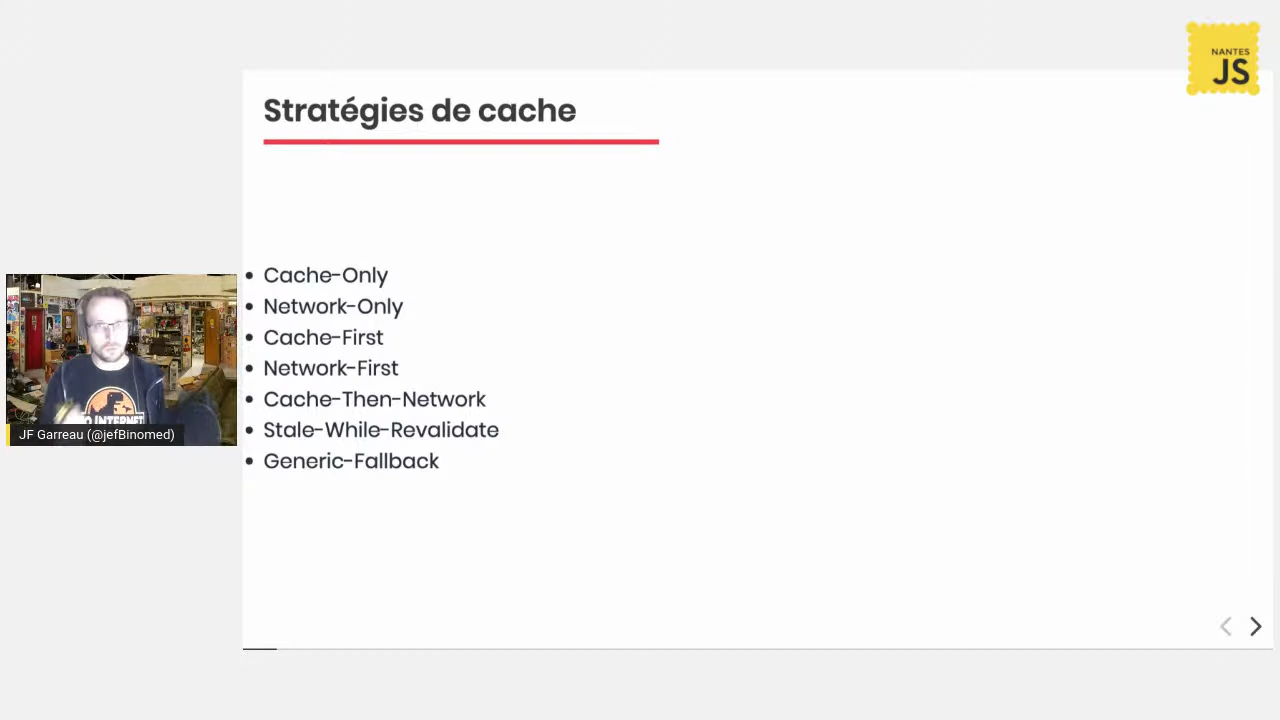 NANTES
JS
Stratégies de cache
Cache-Only
Network-Only
Cache-First
Network-First
Cache-Then-Network
Stale-While-Revalidate
Generic-Fallback
JF Garreau (@jefBinomed)